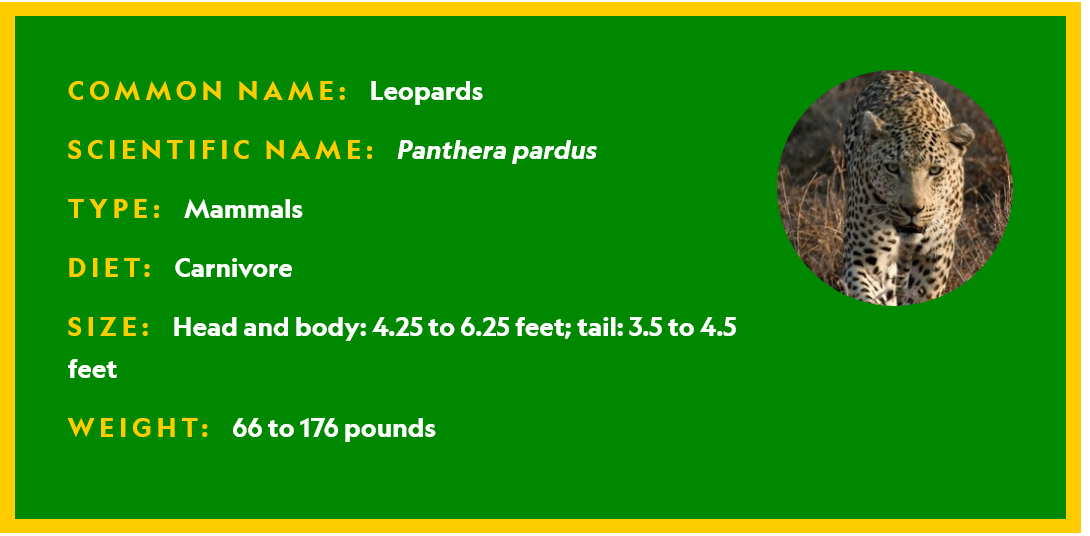 COMMON NAME: Leopards
SCIENTIFIC NAME: Panthera pardus
TYPE: Mammals
DIET: Carnivore
SIZE: Head and body: 4.25 to 6.25 feet; tail: 3.5 to 4.5
feet
WEIGHT: 66 to 176 pounds